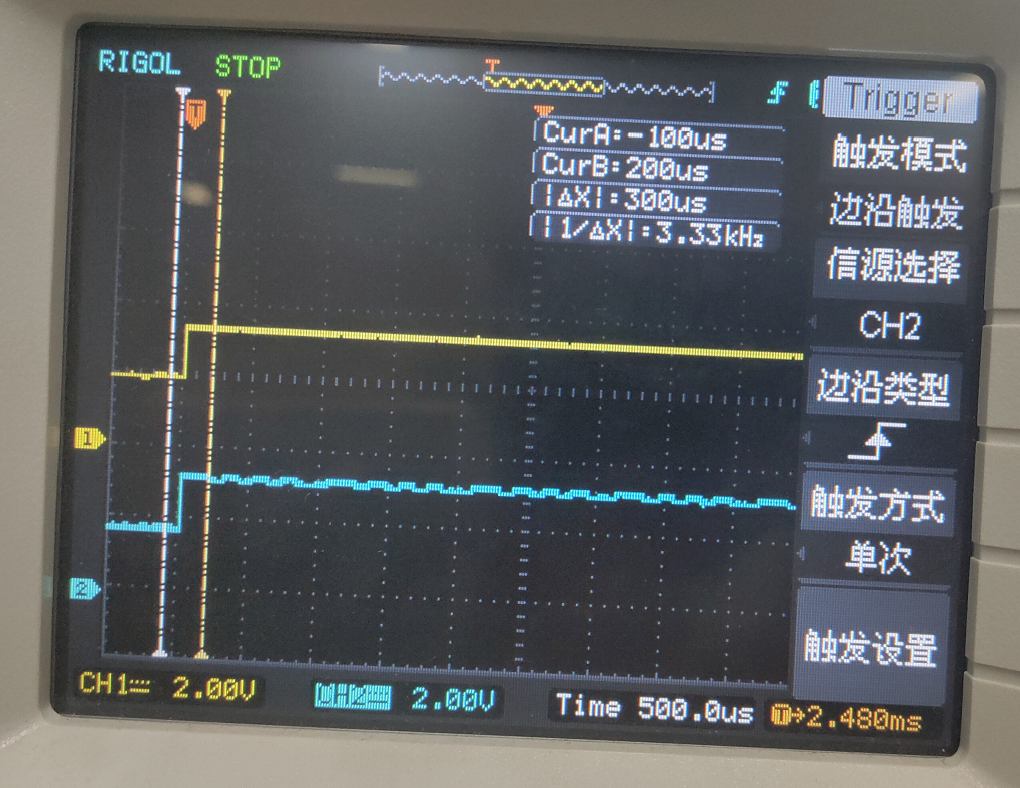 RIGOL STOP
T
T
CurA:-100us
CurB:200us
|ΔX|:300us
|1/ΔX|:3.33kHz
Trigger
触发模式
边沿触发
信源选择
CH2
边沿类型
触发方式
单次
触发设置
1
2
CH1 2.00V 2.00V Time 500.0us T→2.480ms